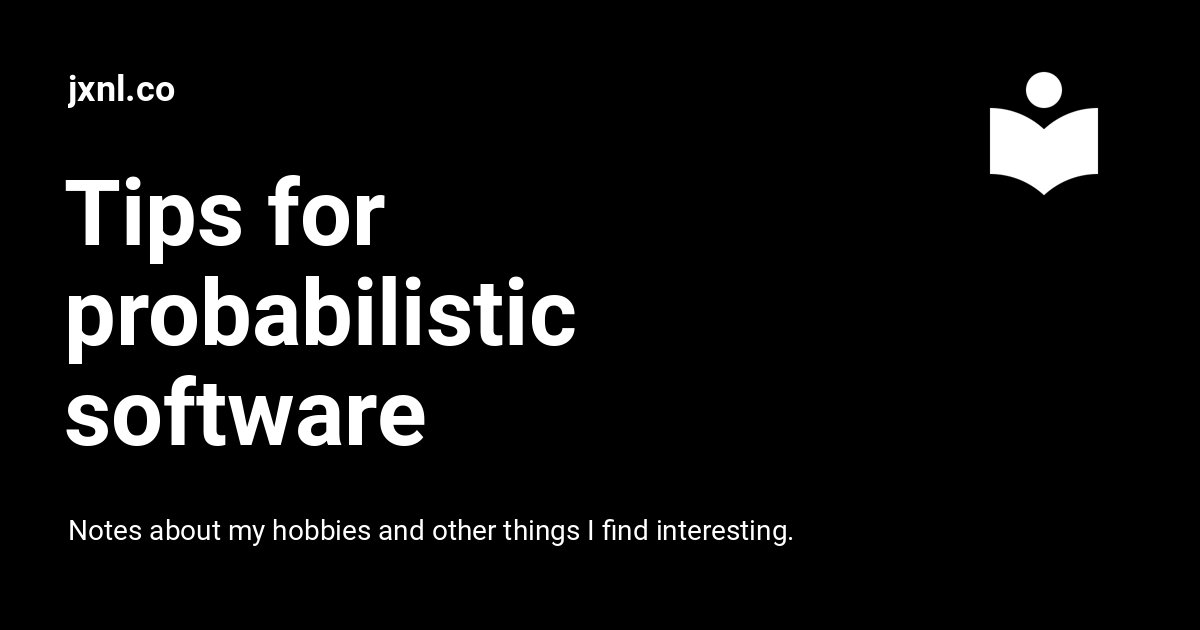 jxnl.co
Tips for
probabilistic
software
Notes about my hobbies and other things I find interesting.